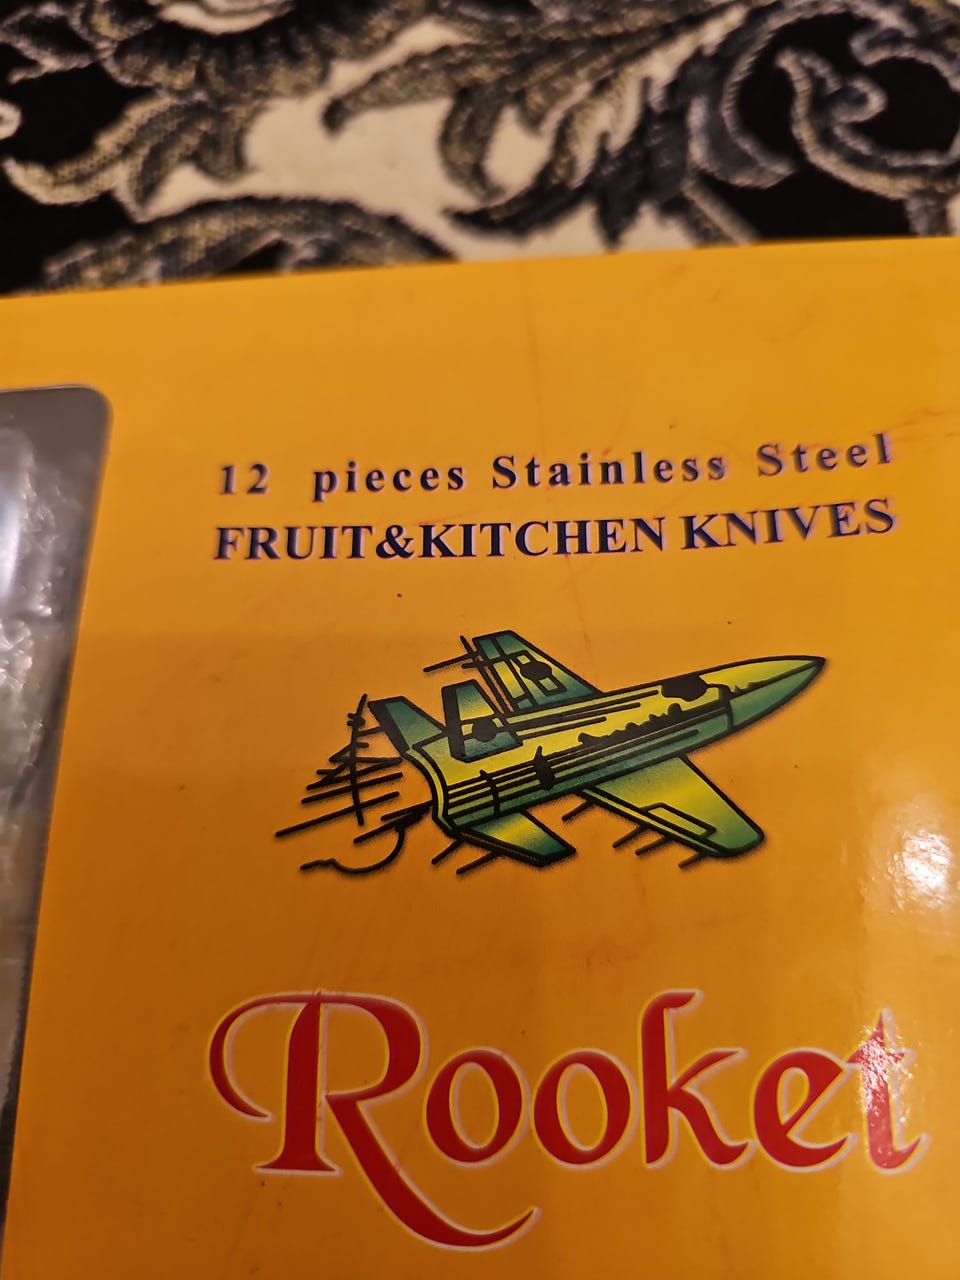 12 pieces Stainless Steel
FRUIT&KITCHEN KNIVES
Rooket